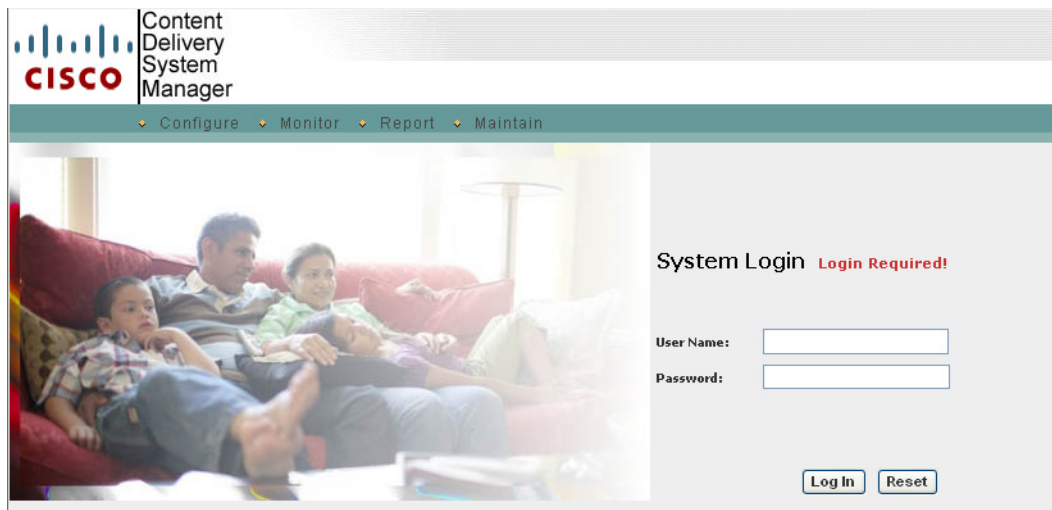 Content
Delivery
System
Manager
CISCO
Configure Monitor Report Maintain
System Login Login Required!
User Name:
Password:
Log In Reset